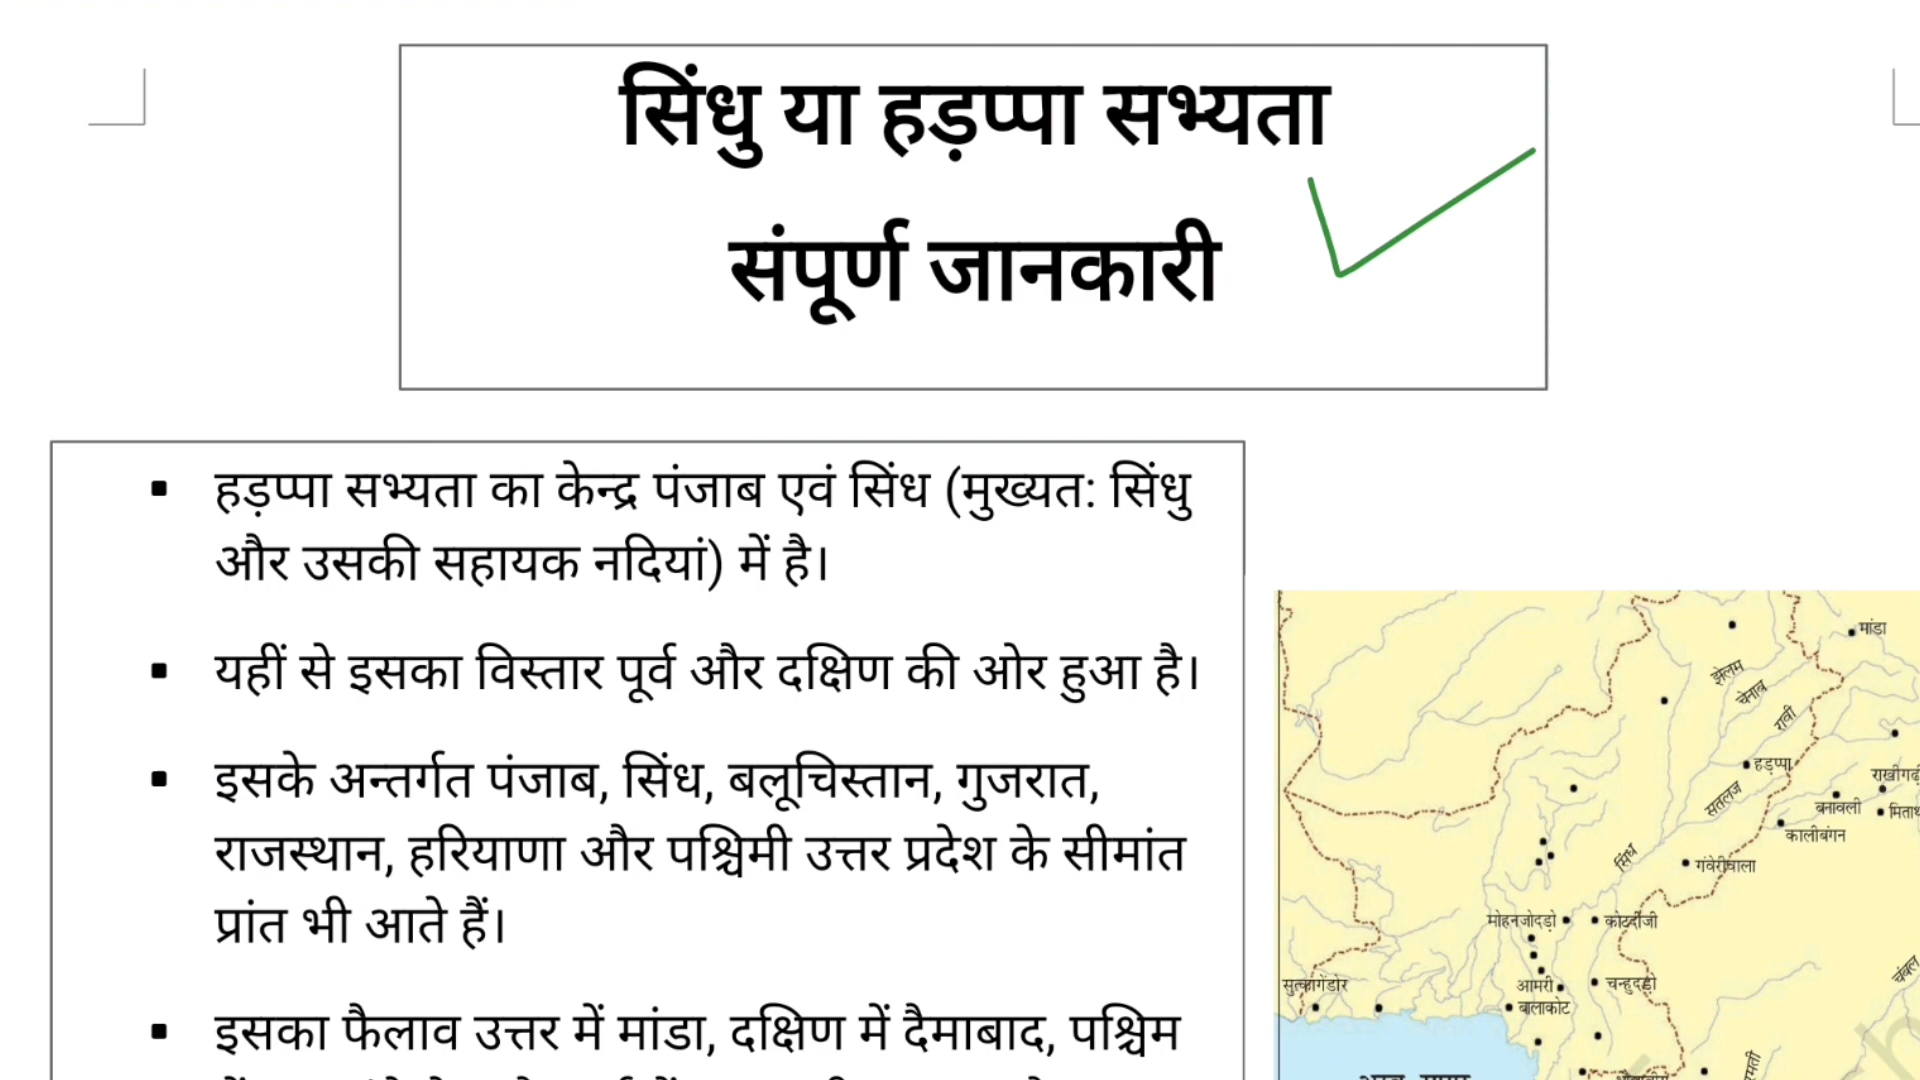 सिंधु या हड़प्पा सभ्यता
संपूर्ण जानकारी
▪ हड़प्पा सभ्यता का केन्द्र पंजाब एवं सिंध (मुख्यत: सिंधु
और उसकी सहायक नदियां) में है।
▪ यहीं से इसका विस्तार पूर्व और दक्षिण की ओर हुआ है।
▪ इसके अन्तर्गत पंजाब, सिंध, बलूचिस्तान, गुजरात,
राजस्थान, हरियाणा और पश्चिमी उत्तर प्रदेश के सीमांत
प्रांत भी आते हैं।
▪ इसका फैलाव उत्तर में मांडा, दक्षिण में दैमाबाद, पश्चिम
मांडा
झेलम
चेनाब
रावी
हड़प्पा
सतलज
बनावली
कालीबंगन
सिंध
गंवेरीवाला
मोहनजोदड़ो
कोटदीजी
सुत्कागेंडोर
आमरी
चन्हुदड़ो
बालाकोट
चंबल